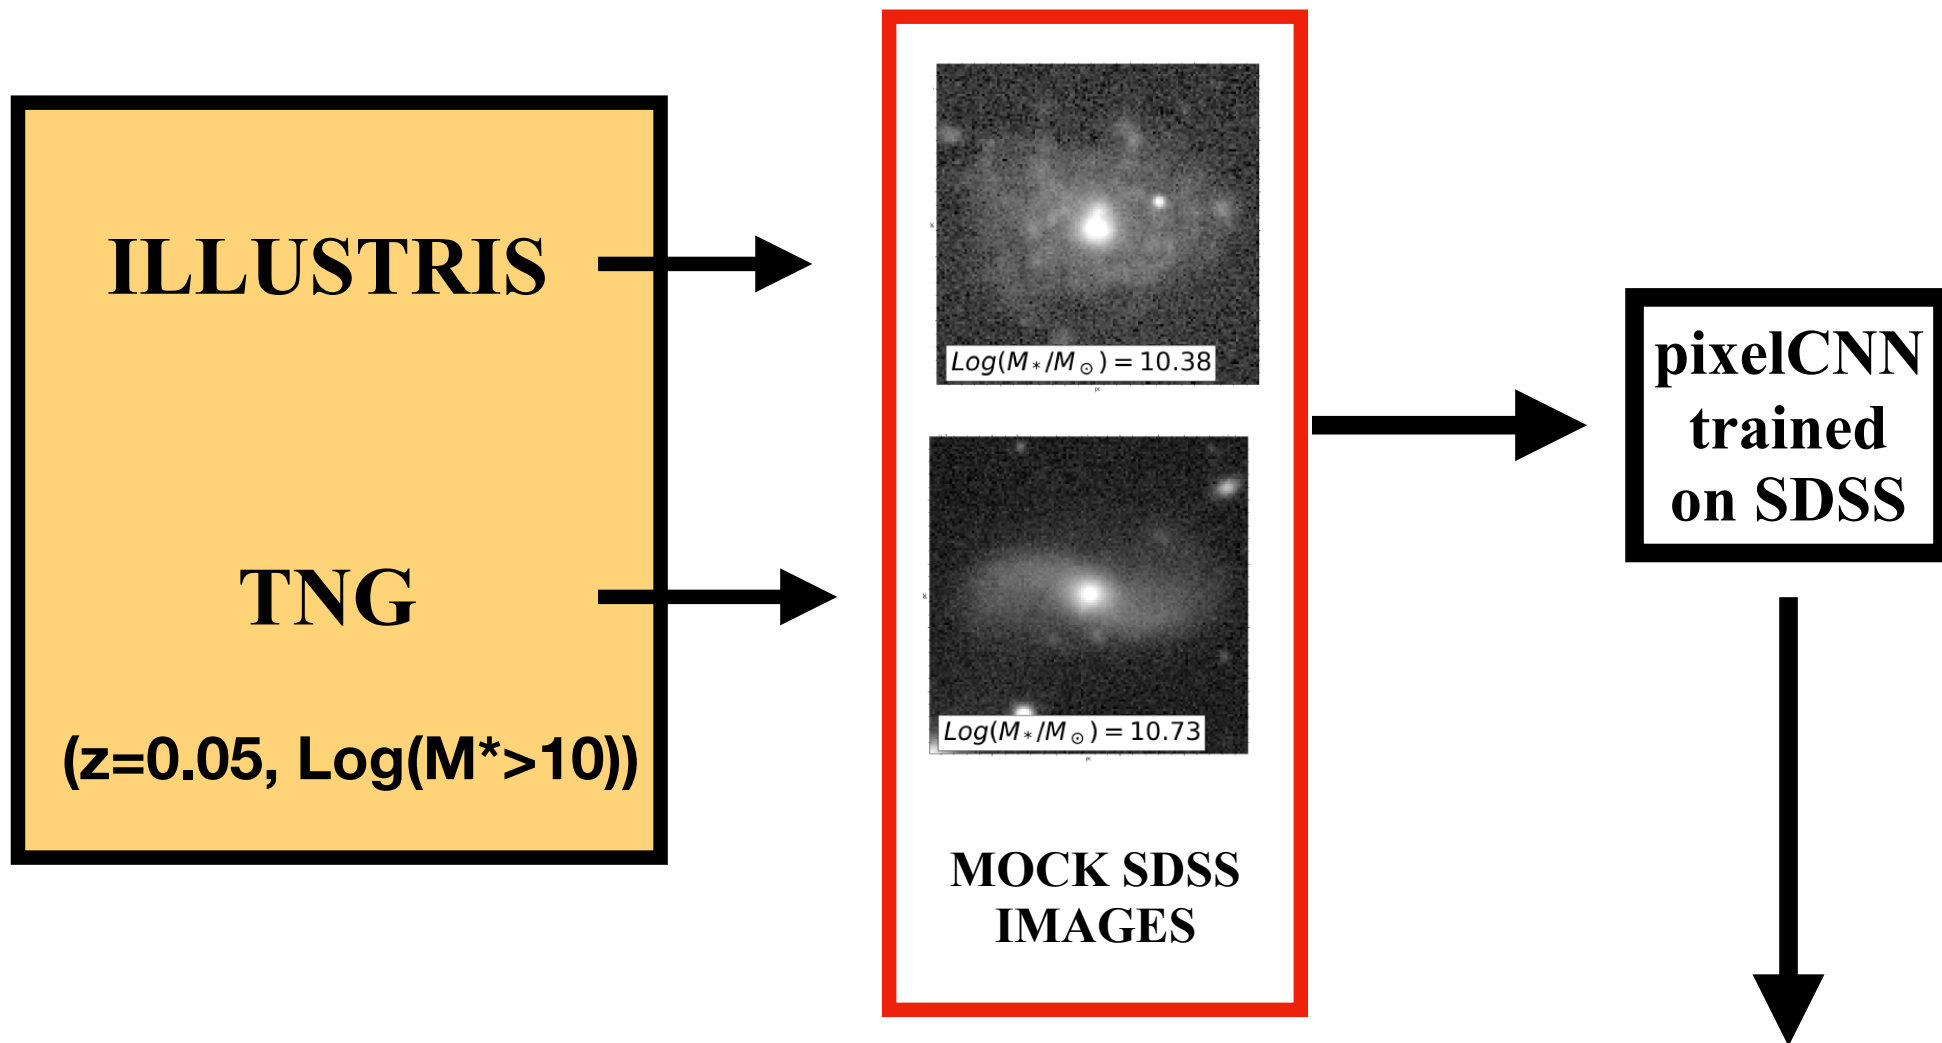 ILLUSTRIS
TNG
(z=0.05, Log(M*>10))
Log(M*/M⊙) = 10.38
Log(M*/M⊙) = 10.73
MOCK SDSS
IMAGES
pixelCNN
trained
on SDSS